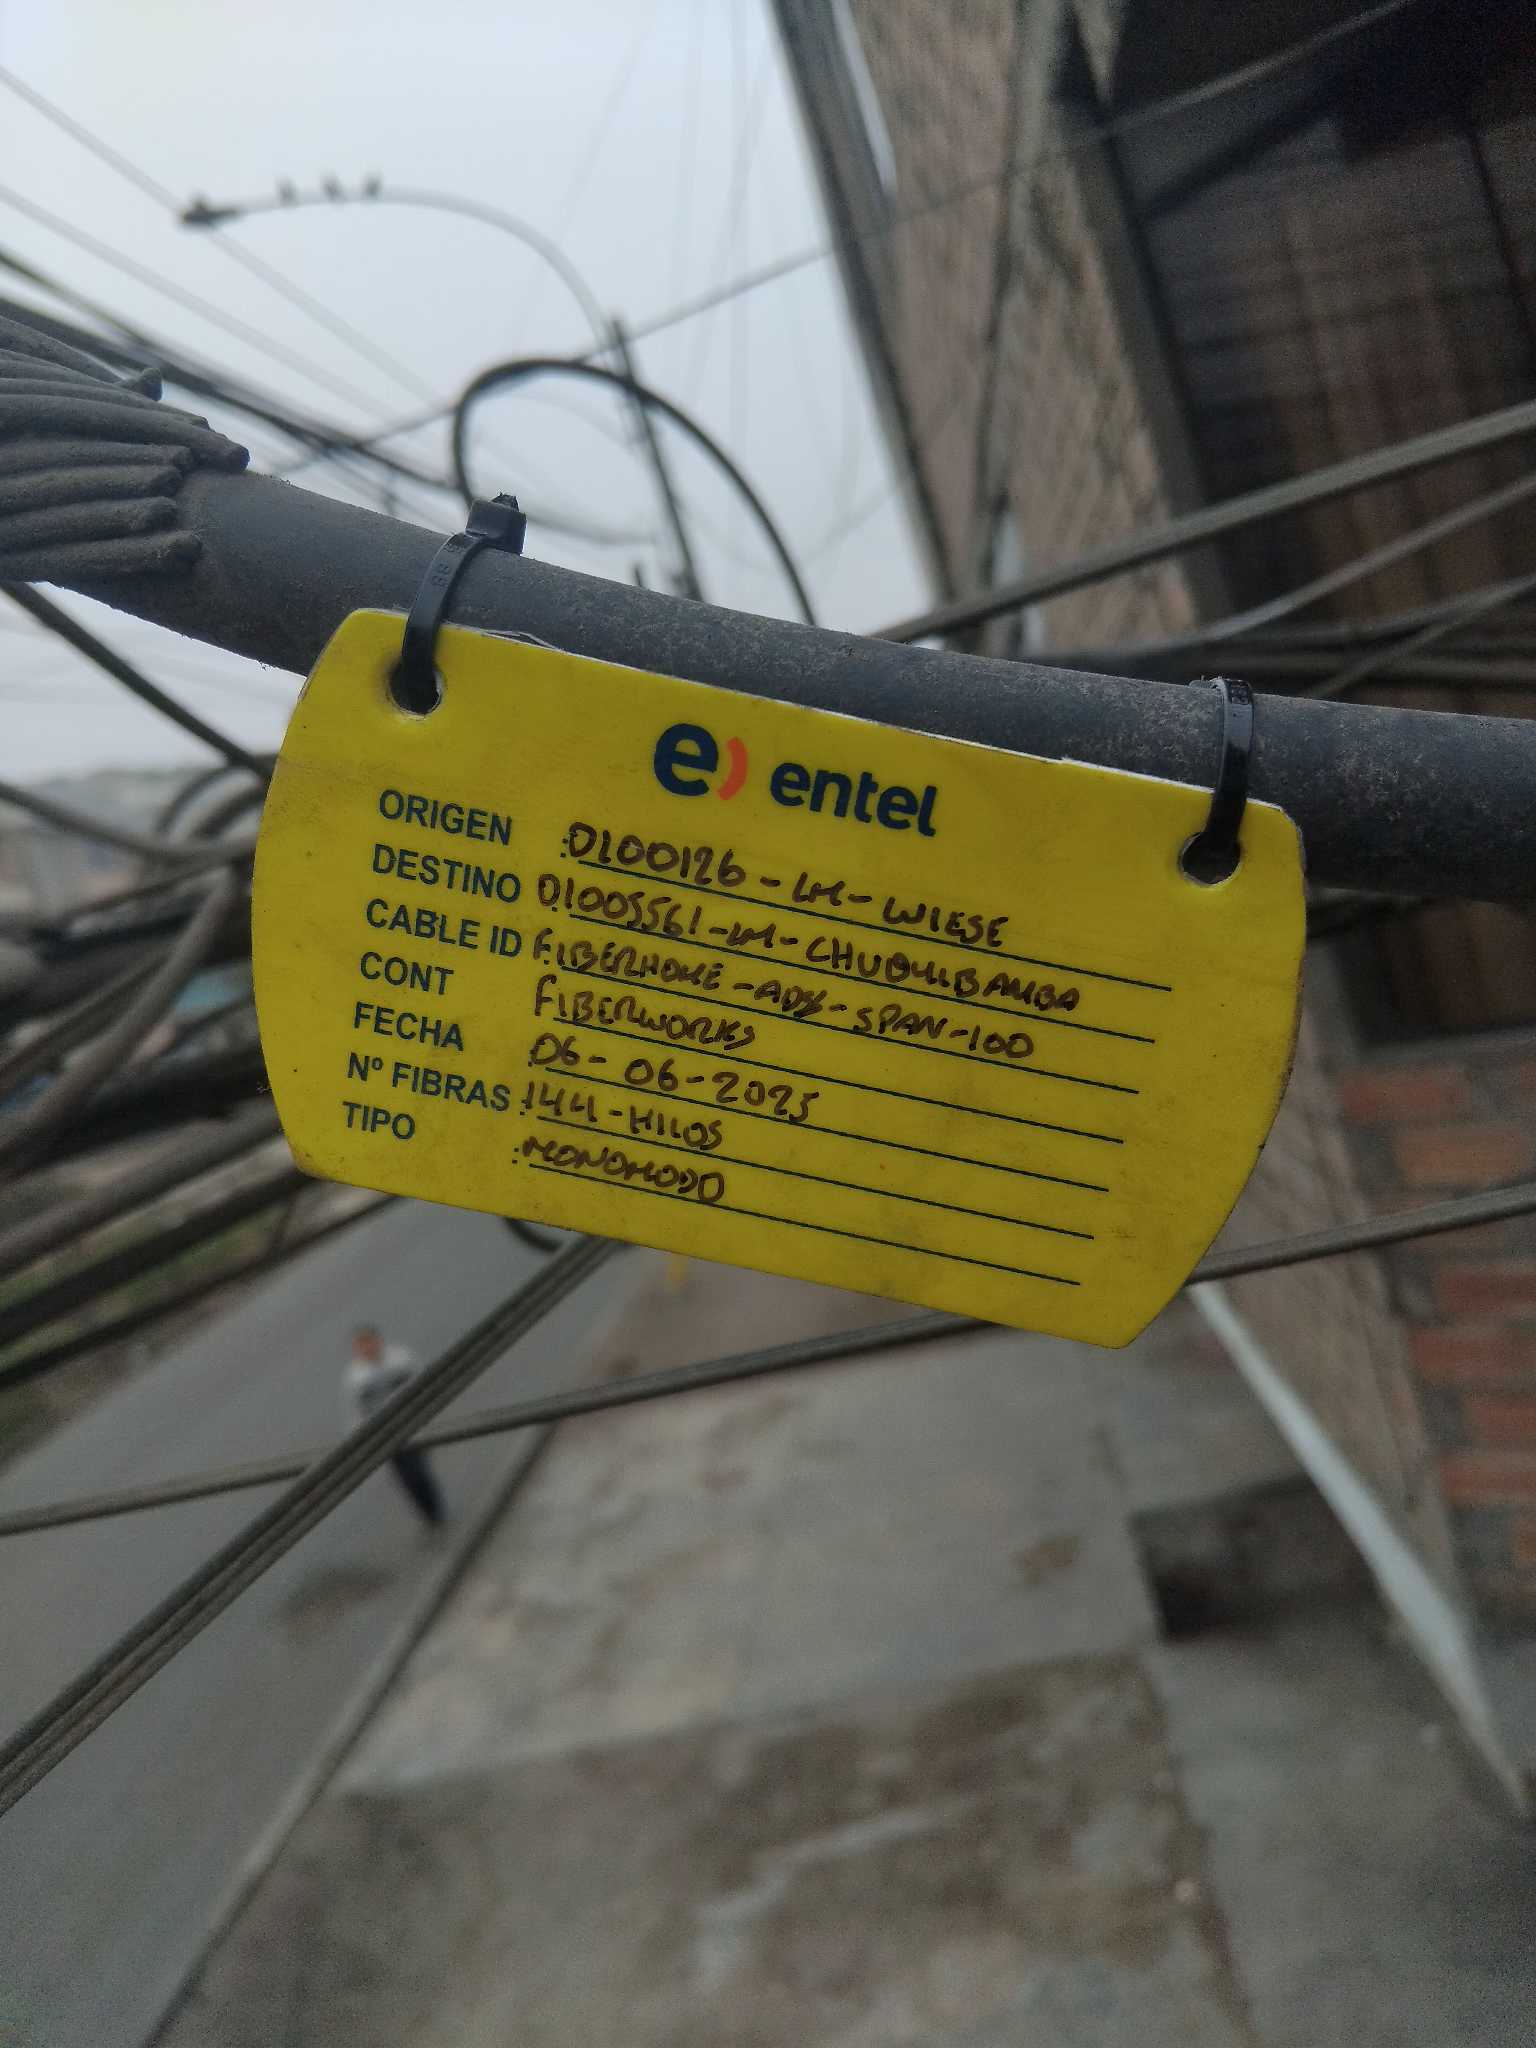 e) entel
ORIGEN : 0100126 - LM - WIESE
DESTINO : 01005561 - LM - CHUQUIBAMBA
CABLE ID : FIBERHOME - ADSS - SPAN - 100
CONT : FIBERWORKS
FECHA : 06 - 06 - 2025
Nº FIBRAS : 144 - HILOS
TIPO : MONOMODO